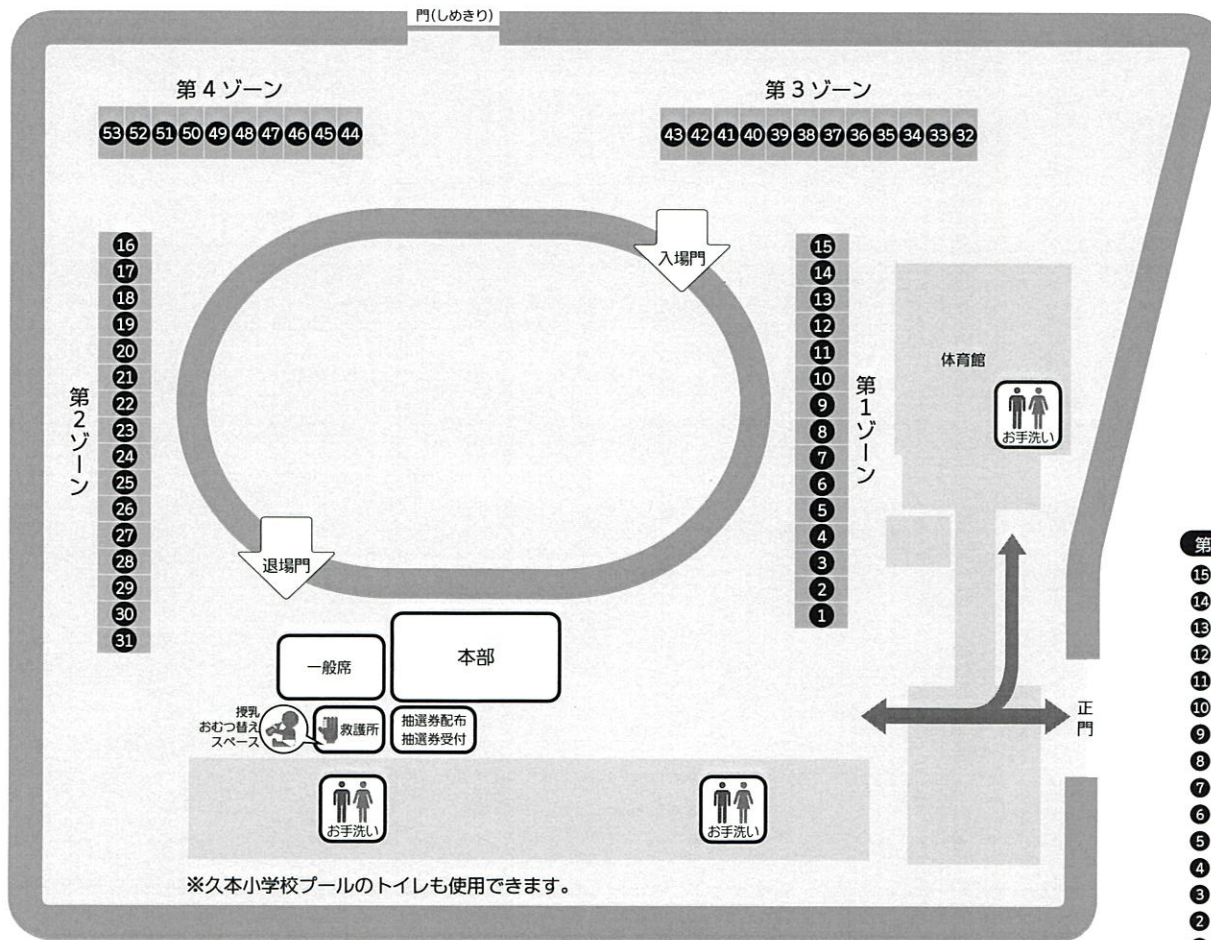 門(しめきり)
第4ゾーン
53 52 51 50 49 48 47 46 45 44
第3ゾーン
43 42 41 40 39 38 37 36 35 34 33 32
第2ゾーン
16
17
18
19
20
21
22
23
24
25
26
27
28
29
30
31
入場門
退場門
15
14
13
12
11
10
9
8
7
6
5
4
3
2
1
第1ゾーン
体育館
お手洗い
正門
一般席
本部
授乳
おむつ替え
スペース
救護所
抽選券配布
抽選券受付
お手洗い
お手洗い
※久本小学校プールのトイレも使用できます。
第
15
14
13
12
11
10
9
8
7
6
5
4
3
2